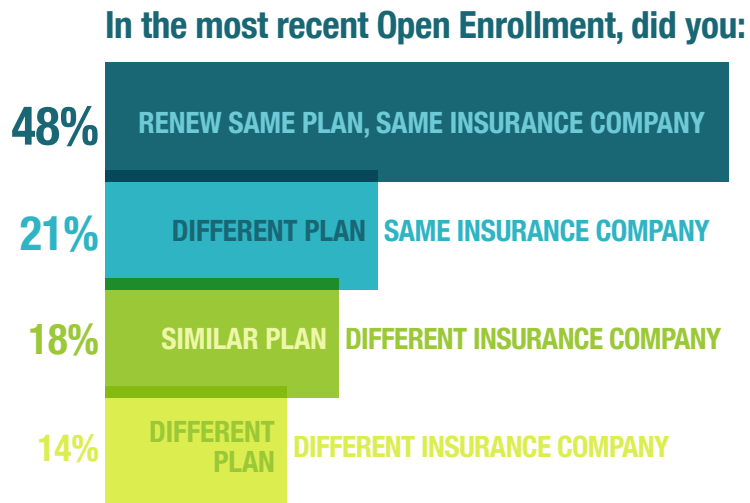 In the most recent Open Enrollment, did you:
48% RENEW SAME PLAN, SAME INSURANCE COMPANY
21% DIFFERENT PLAN SAME INSURANCE COMPANY
18% SIMILAR PLAN DIFFERENT INSURANCE COMPANY
14% DIFFERENT
PLAN DIFFERENT INSURANCE COMPANY